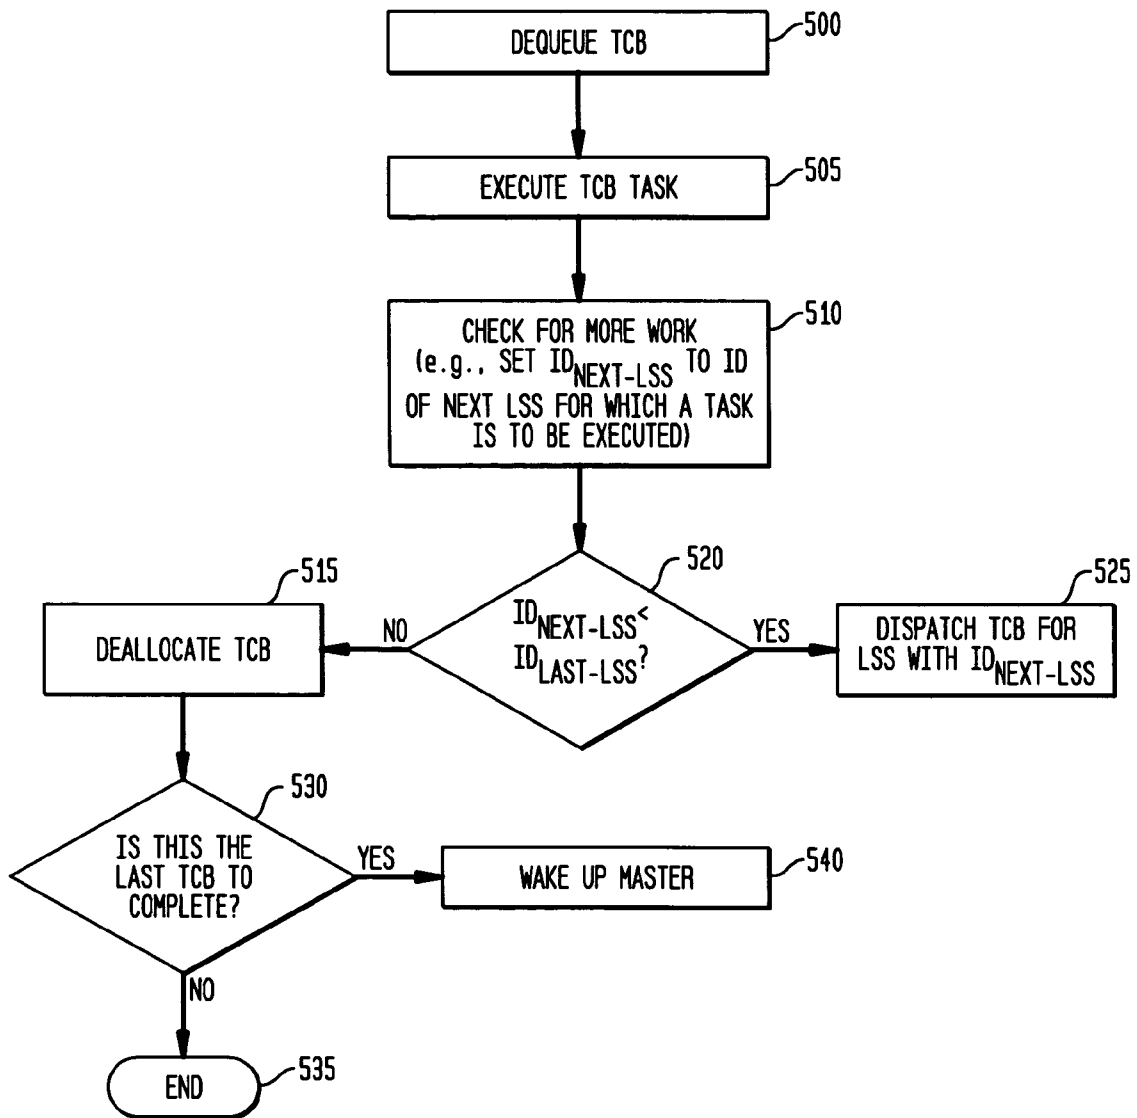 500
DEQUEUE TCB
505
EXECUTE TCB TASK
510
CHECK FOR MORE WORK
(e.g., SET ID NEXT-LSS TO ID
OF NEXT LSS FOR WHICH A TASK
IS TO BE EXECUTED)
520
ID NEXT-LSS <
ID LAST-LSS ?
NO
YES
515
DEALLOCATE TCB
525
DISPATCH TCB FOR
LSS WITH ID NEXT-LSS
530
IS THIS THE
LAST TCB TO
COMPLETE?
YES
540
WAKE UP MASTER
NO
535
END